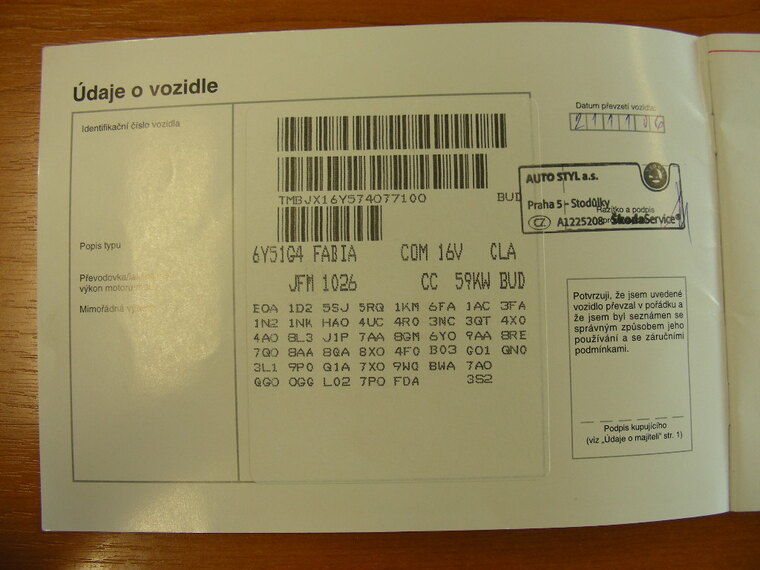 Údaje o vozidle
Identifikační číslo vozidla
TMBJX16Y574077100 BUD
Popis typu
6Y51G4 FABIA COM 16V CLA
Převodovka/
výkon motoru
JFM 1026 CC 59KW BUD
Mimořádná
E0A 1D2 5SJ 5RQ 1KM 6FA 1AC 3FA
1N2 1NK HA0 4UC 4R0 3NC 3QT 4X0
4A0 8L3 J1P 7AA 8GM 6Y0 9AA 8RE
7Q0 8AA 8QA 8X0 4F0 B03 G01 QN0
3L1 9P0 Q1A 7X0 9WQ BWA 7A0
QG0 0GG L02 7P0 FDA 3S2
Datum převzetí vozidla:
211106
AUTO STYL a.s.
Praha 5 - Stodůlky
Razítko a podpis
CZ A1225208 ŠkodaService®
Potvrzuji, že jsem uvedené
vozidlo převzal v pořádku a
že jsem byl seznámen se
správným způsobem jeho
používání a se záručními
podmínkami.
Podpis kupujícího
(viz „Údaje o majiteli" str. 1)